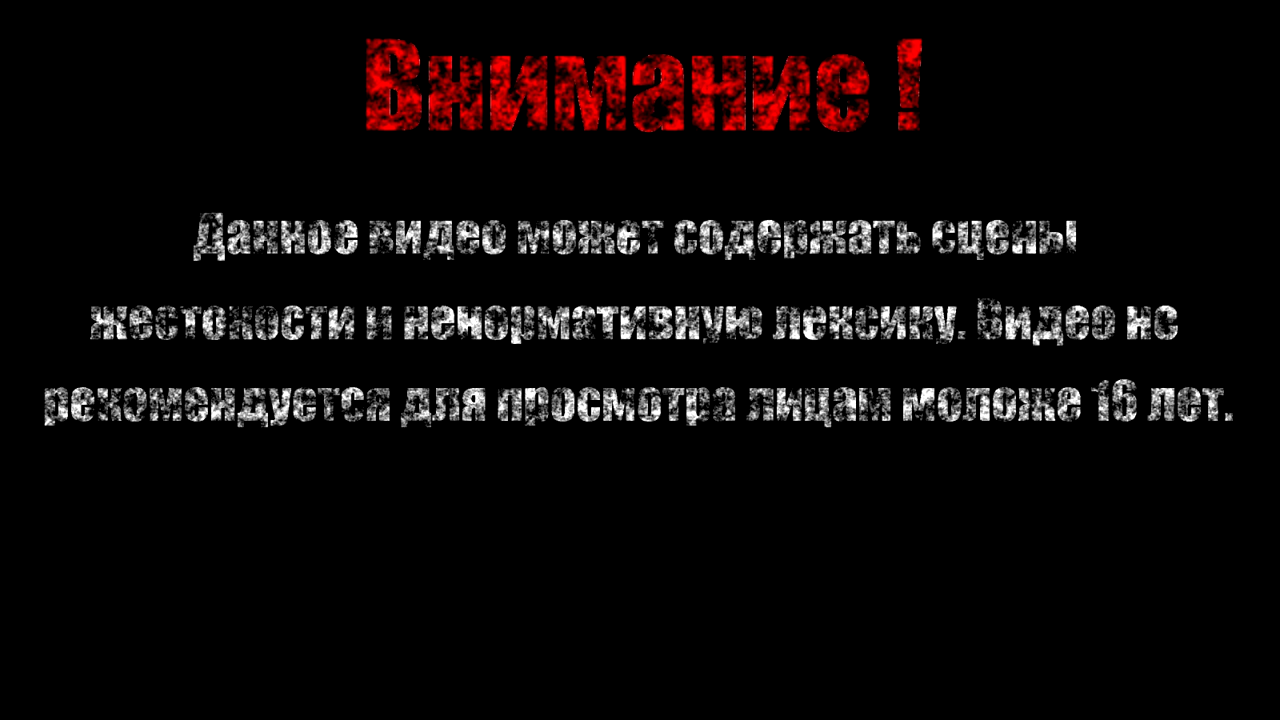 Внимание !
Данное видео может содержать сцены
жестокости и ненормативную лексику. Видео не
рекомендуется для просмотра лицам моложе 16 лет.